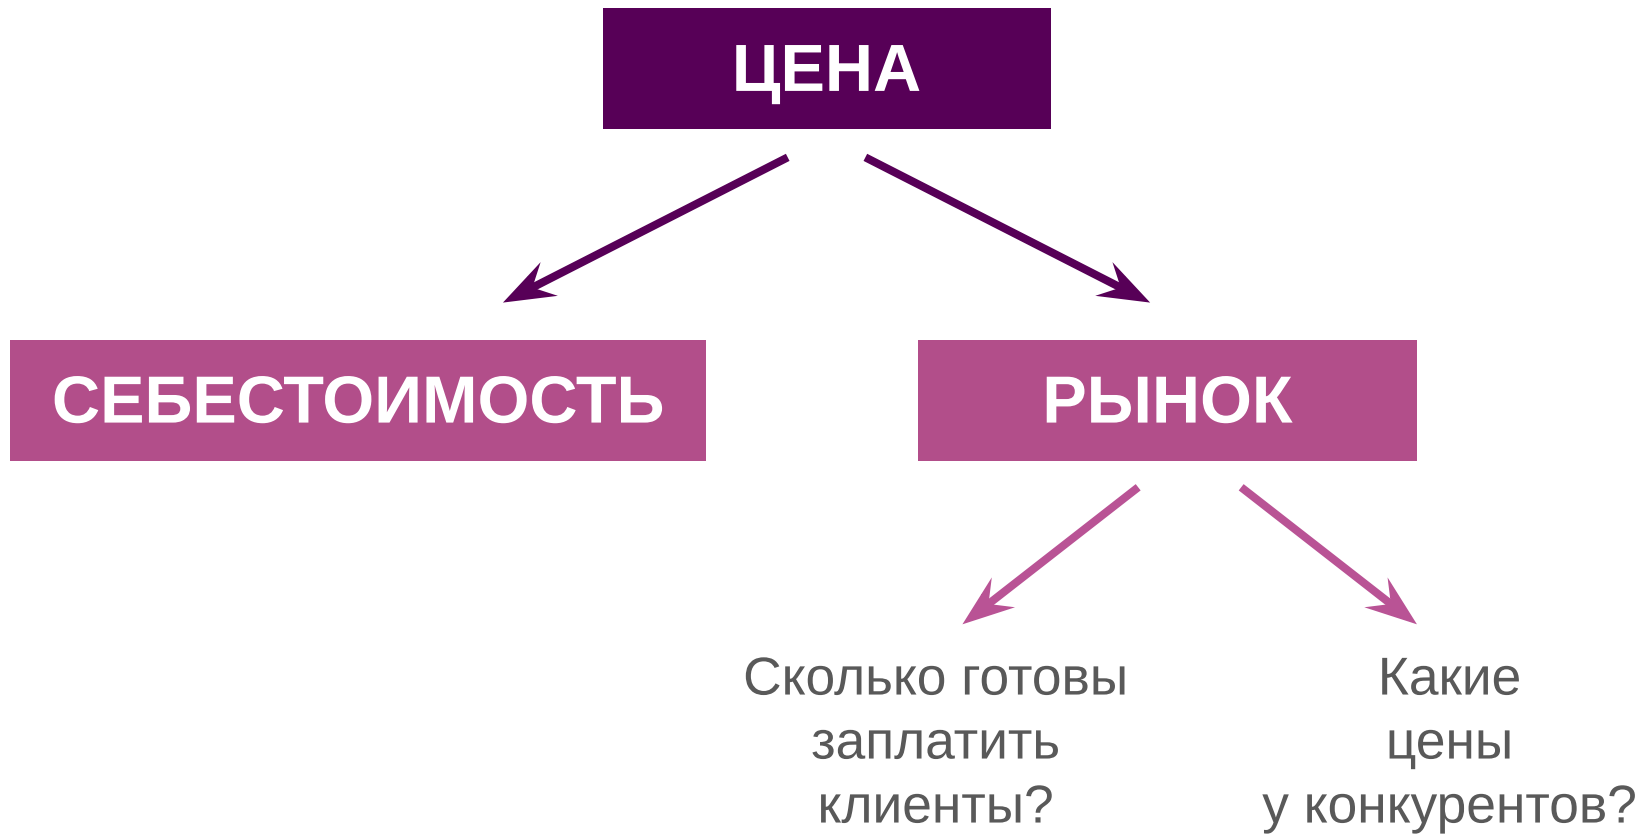 ЦЕНА
СЕБЕСТОИМОСТЬ
РЫНОК
Сколько готовы
заплатить
клиенты?
Какие
цены
у конкурентов?